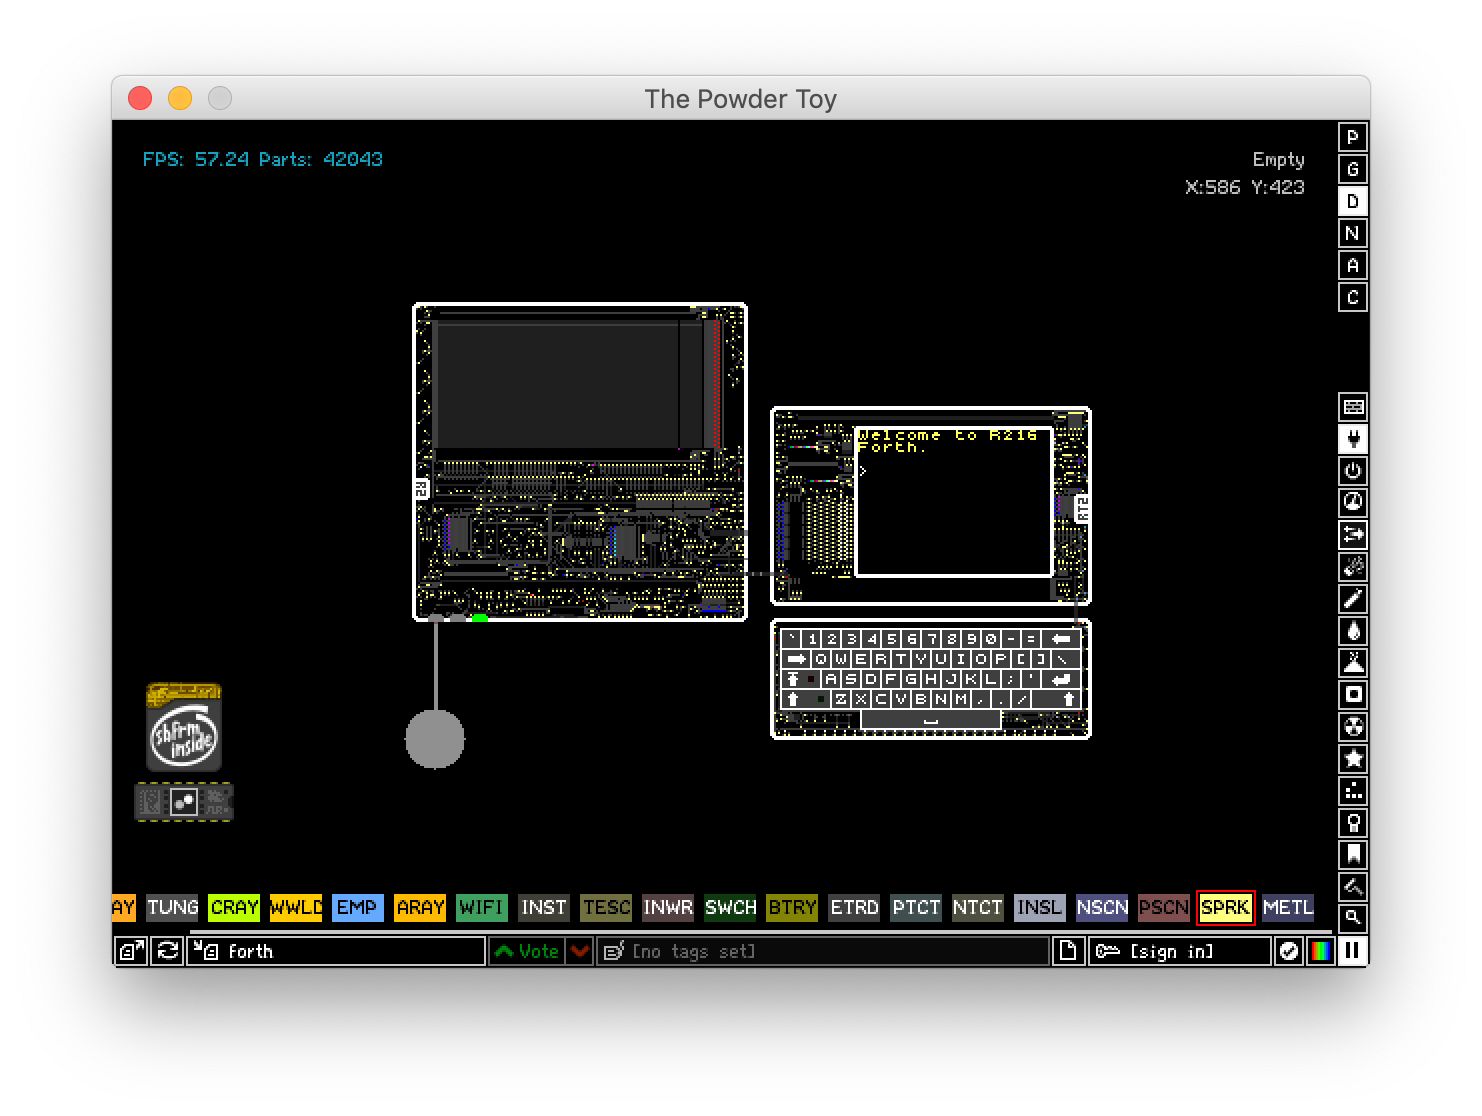 The Powder Toy
FPS: 57.24 Parts: 42043
Empty
X:586 Y:423
P
G
D
N
A
C
Welcome to R216
Forth.
>
` 1 2 3 4 5 6 7 8 9 0 - =
Q W E R T Y U I O P [ ] \
A S D F G H J K L ; '
Z X C V B N M , . /
sbfrm
inside
AY TUNG CRAY WWLD EMP ARAY WIFI INST TESC INWR SWCH BTRY ETRD PTCT NTCT INSL NSCN PSCN SPRK METL
forth Vote [no tags set] [sign in]